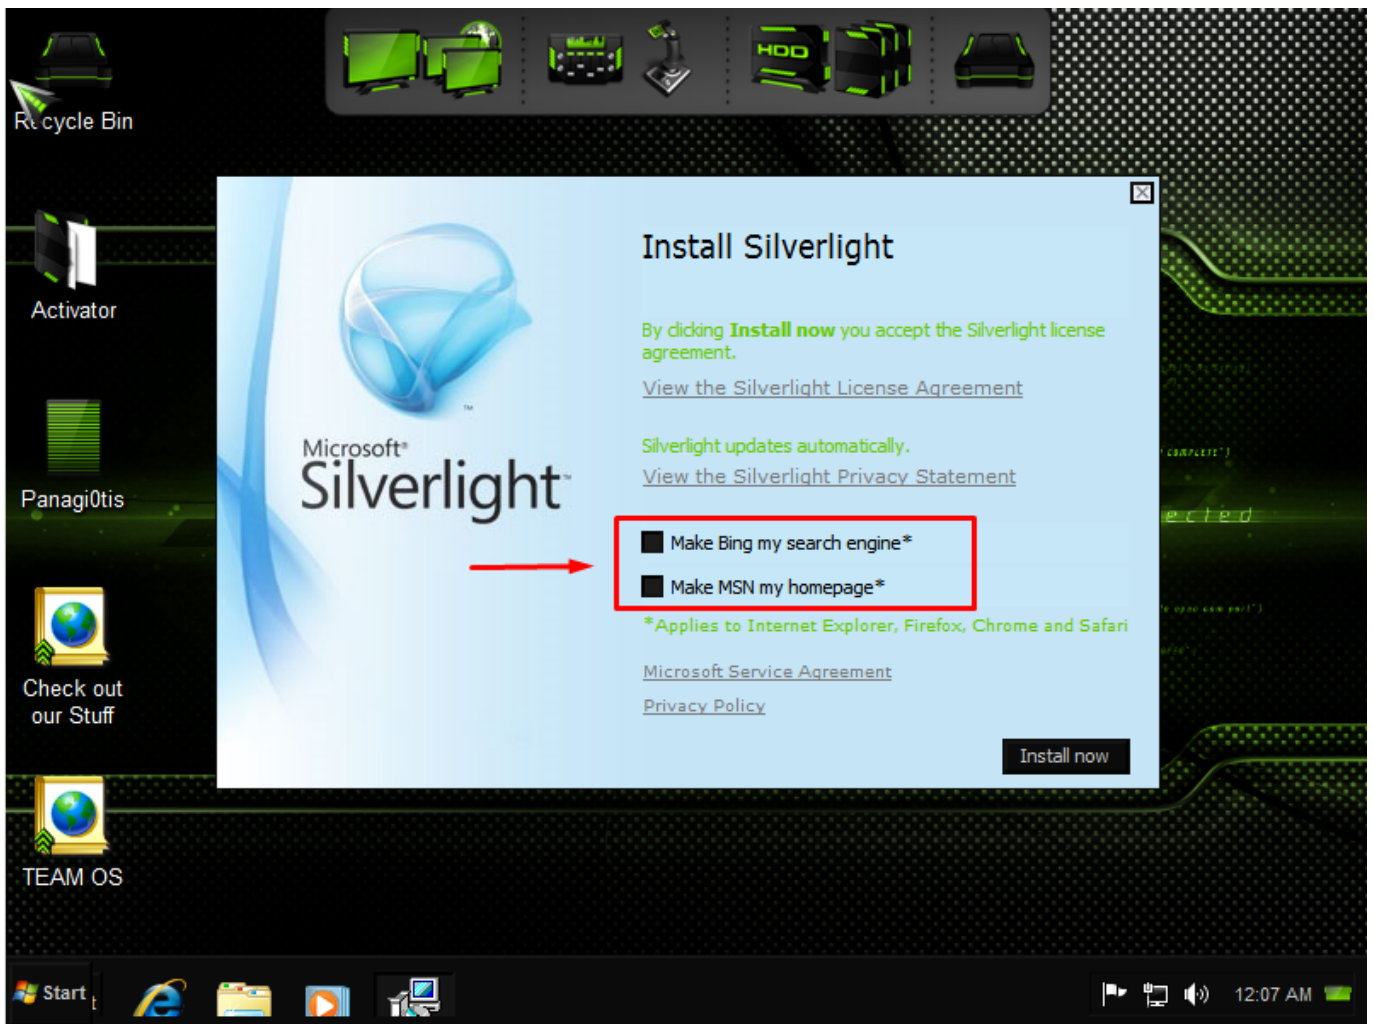 HDD
Recycle Bin
Activator
Panagi0tis
Check out
our Stuff
TEAM OS
Install Silverlight
By clicking Install now you accept the Silverlight license
agreement.
View the Silverlight License Agreement
Silverlight updates automatically.
View the Silverlight Privacy Statement
Microsoft®
Silverlight™
Make Bing my search engine*
Make MSN my homepage*
*Applies to Internet Explorer, Firefox, Chrome and Safari
Microsoft Service Agreement
Privacy Policy
Install now
Start
12:07 AM